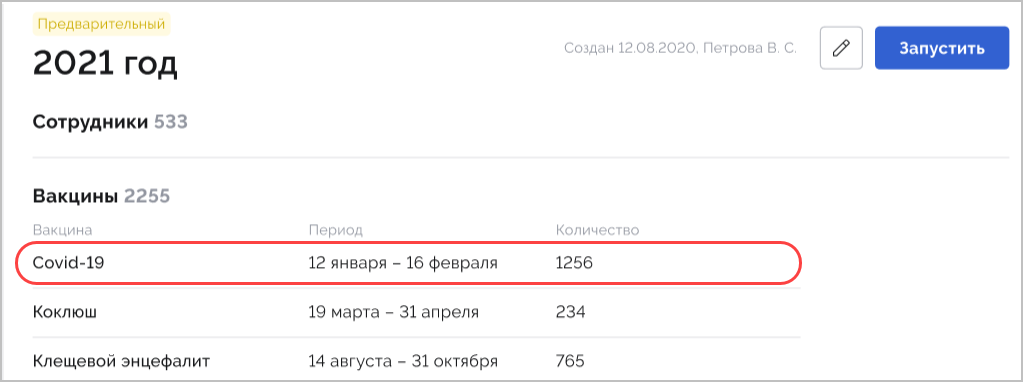 Предварительный
2021 год
Создан 12.08.2020, Петрова В. С.
Запустить
Сотрудники 533
Вакцины 2255
Вакцина Период Количество
Covid-19 12 января – 16 февраля 1256
Коклюш 19 марта – 31 апреля 234
Клещевой энцефалит 14 августа – 31 октября 765